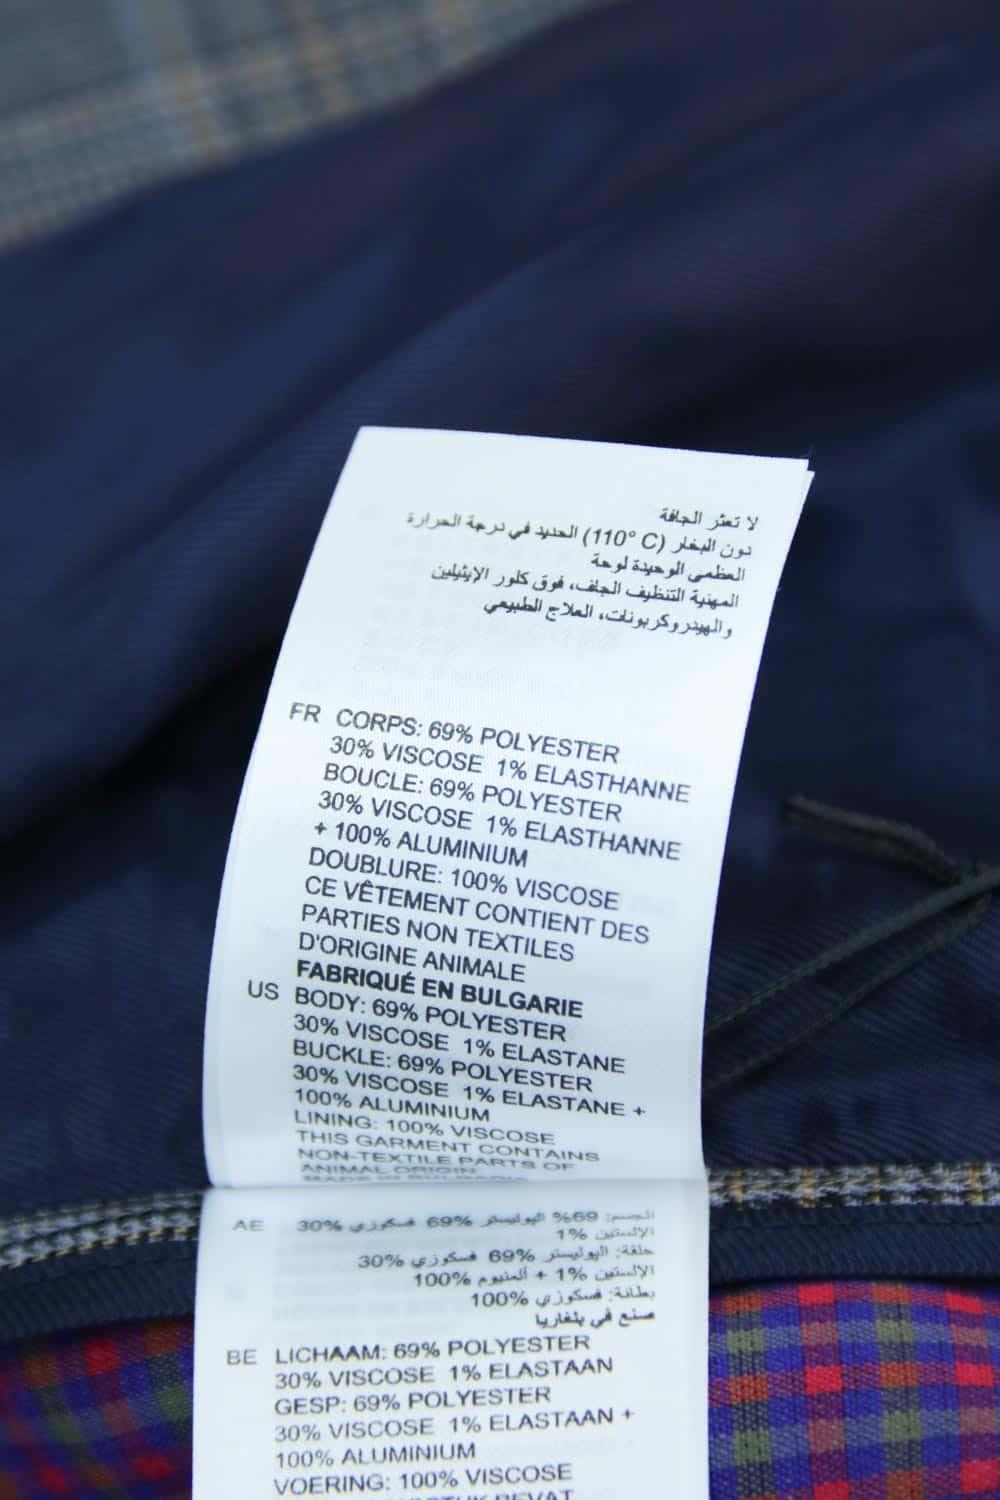 لا تعثر الجافة
دون البخار (110° C) الحديد في درجة الحرارة
العظمى الوحيدة لوحة
المهنية التنظيف الجاف، فوق كلور الإيثيلين
والهيدروكربونات، العلاج الطبيعي
FR CORPS: 69% POLYESTER
30% VISCOSE 1% ELASTHANNE
BOUCLE: 69% POLYESTER
30% VISCOSE 1% ELASTHANNE
+ 100% ALUMINIUM
DOUBLURE: 100% VISCOSE
CE VÊTEMENT CONTIENT DES
PARTIES NON TEXTILES
D'ORIGINE ANIMALE
FABRIQUÉ EN BULGARIE
US BODY: 69% POLYESTER
30% VISCOSE 1% ELASTANE
BUCKLE: 69% POLYESTER
30% VISCOSE 1% ELASTANE +
100% ALUMINIUM
LINING: 100% VISCOSE
THIS GARMENT CONTAINS
NON-TEXTILE PARTS OF
ANIMAL ORIGIN
MADE IN BULGARIA
AE الجسم: 69% البوليستر 69% فسكوزي 30%
الإلستين 1%
حلقة: البوليستر 69% فسكوزي 30%
الإلستين 1% + ألمنيوم 100%
بطانة: فسكوزي 100%
صنع في بلغاريا
BE LICHAAM: 69% POLYESTER
30% VISCOSE 1% ELASTAAN
GESP: 69% POLYESTER
30% VISCOSE 1% ELASTAAN +
100% ALUMINIUM
VOERING: 100% VISCOSE
BEVAT